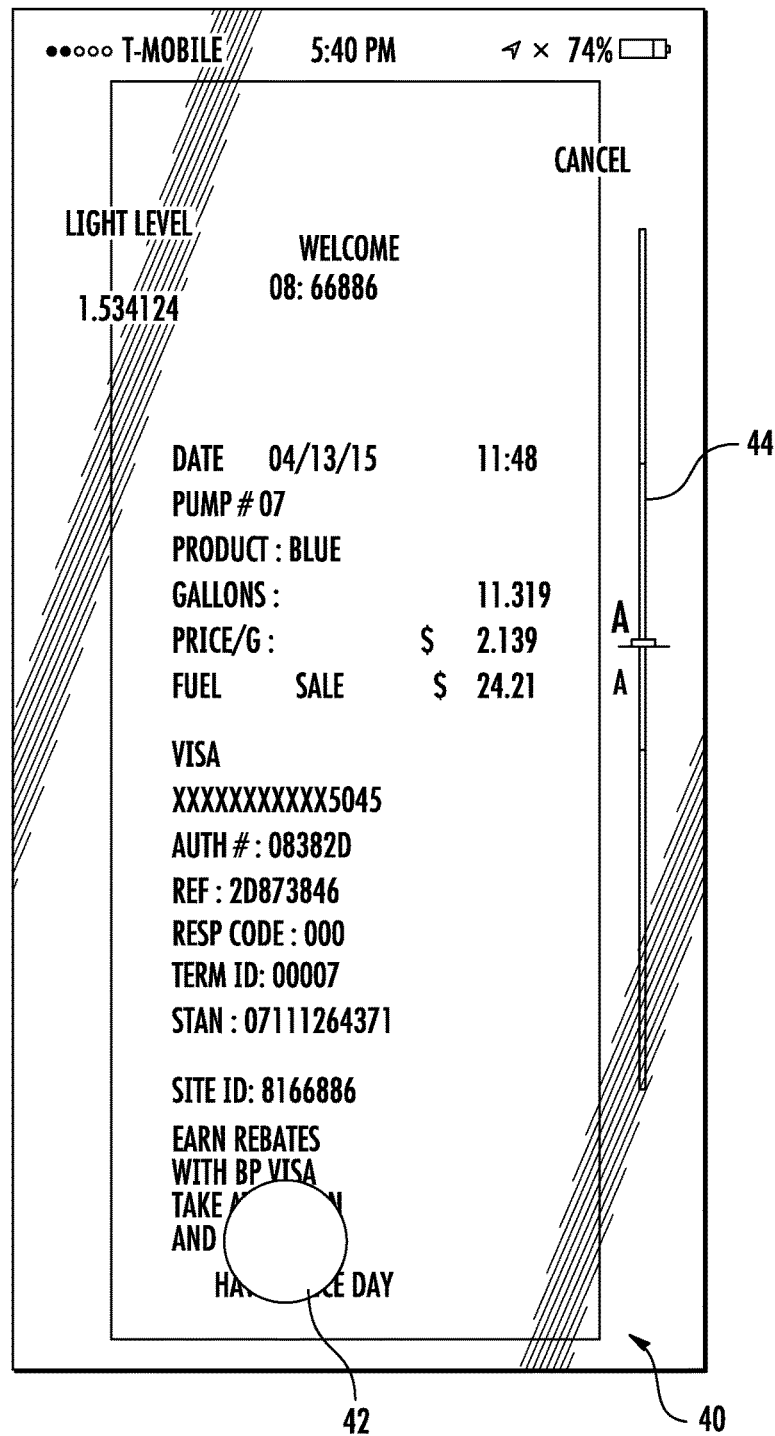 T-MOBILE 5:40 PM 74%
CANCEL
LIGHT LEVEL
WELCOME
08: 66886
1.534124
DATE 04/13/15 11:48
44
PUMP # 07
PRODUCT : BLUE
GALLONS : 11.319
A
PRICE/G : $ 2.139
FUEL SALE $ 24.21
A
VISA
XXXXXXXXXXX5045
AUTH # : 08382D
REF : 2D873846
RESP CODE : 000
TERM ID: 00007
STAN : 07111264371
SITE ID: 8166886
EARN REBATES
WITH BP VISA
TAKE
AND
DAY
42
40